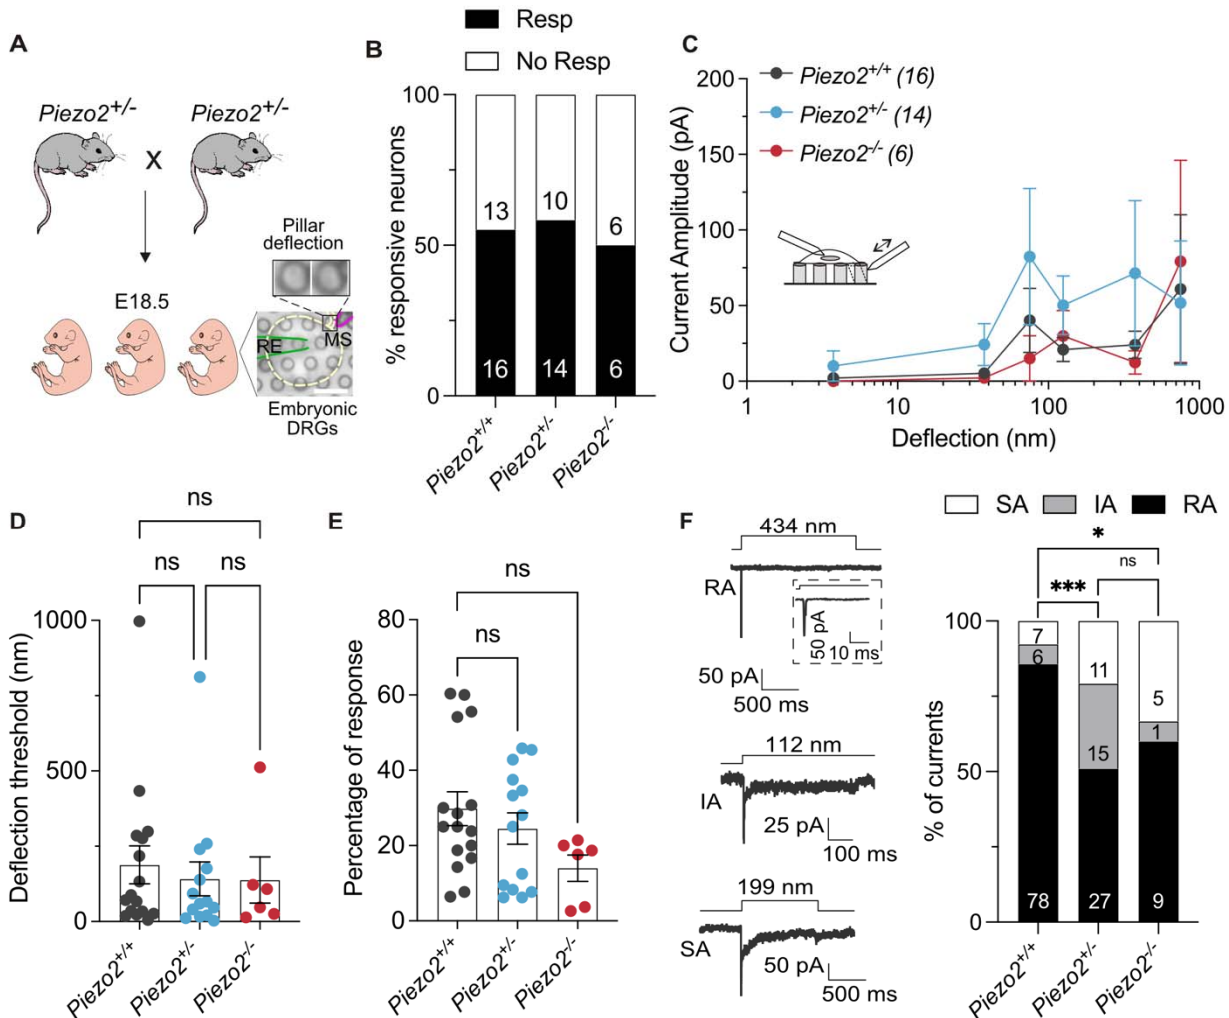 A
Piezo2+/-
Piezo2+/-
X
E18.5
Pillar
deflection
RE
MS
Embryonic
DRGs
B
Resp
No Resp
% responsive neurons
100
50
0
13
10
6
16
14
6
Piezo2+/+
Piezo2+/-
Piezo2-/-
C
Piezo2+/+ (16)
Piezo2+/- (14)
Piezo2-/- (6)
Current Amplitude (pA)
200
150
100
50
0
1
10
100
1000
Deflection (nm)
D
ns
ns
ns
Deflection threshold (nm)
1000
500
0
Piezo2+/+
Piezo2+/-
Piezo2-/-
E
ns
ns
Percentage of response
80
60
40
20
0
Piezo2+/+
Piezo2+/-
Piezo2-/-
F
434 nm
RA
50 pA
10 ms
50 pA
500 ms
112 nm
IA
25 pA
100 ms
199 nm
SA
50 pA
500 ms
SA
IA
RA
*
ns
***
% of currents
100
50
0
7
6
78
11
15
27
5
1
9
Piezo2+/+
Piezo2+/-
Piezo2-/-